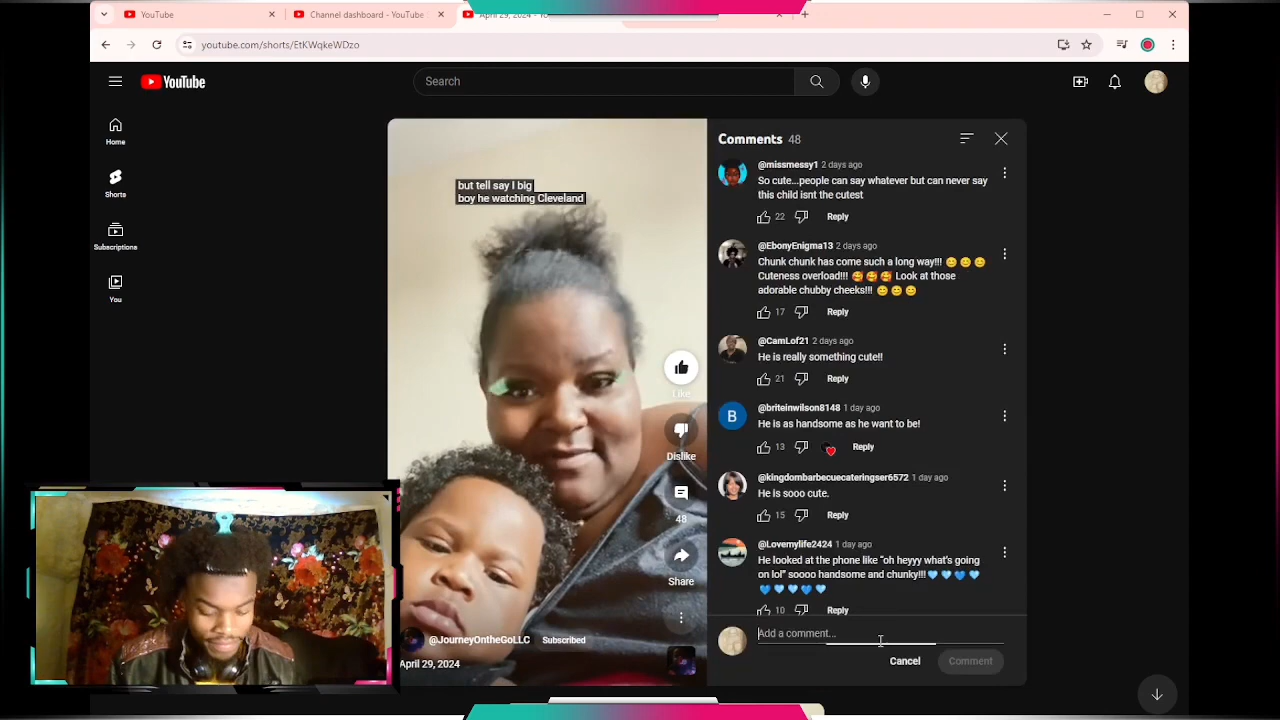 YouTube
Channel dashboard - YouTube
April 29, 2024 - YO
youtube.com/shorts/EtKWqkeWDzo
YouTube
Search
Home
Shorts
Subscriptions
You
but tell say I big
boy he watching Cleveland
Like
Dislike
48
Share
@JourneyOntheGoLLC Subscribed
April 29, 2024
Comments 48
@missmessy1 2 days ago
So cute...people can say whatever but can never say
this child isnt the cutest
22 Reply
@EbonyEnigma13 2 days ago
Chunk chunk has come such a long way!!! 😊 😊 😊
Cuteness overload!!! 🥰 🥰 🥰 Look at those
adorable chubby cheeks!!! 😊 😊 😊
17 Reply
@CamLof21 2 days ago
He is really something cute!!
21 Reply
B
@briteinwilson8148 1 day ago
He is as handsome as he want to be!
13 Reply
@kingdombarbecuecateringser6572 1 day ago
He is sooo cute.
15 Reply
@Lovemylife2424 1 day ago
He looked at the phone like “oh heyyy what's going
on lol” soooo handsome and chunky!!!🩵 🩵 💙 🩵
💙 🩵 🩵 💙 🩵
10 Reply
Add a comment...
Cancel Comment